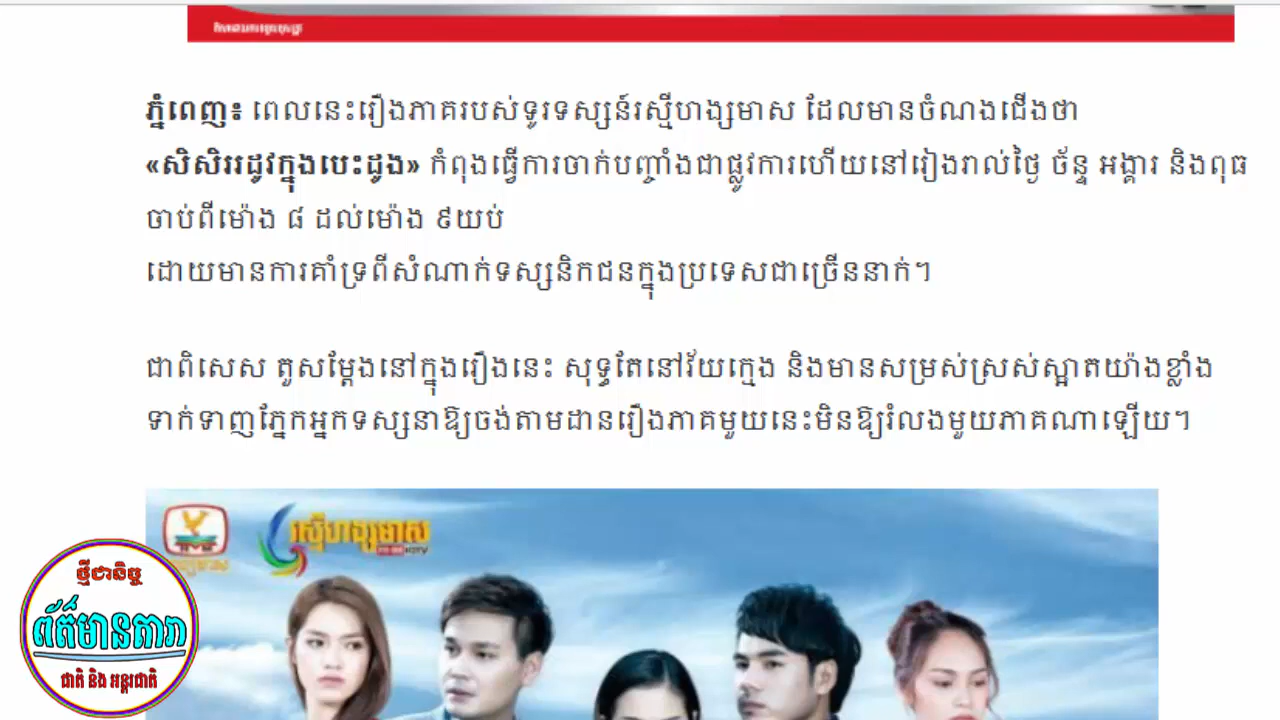 ភ្នំពេញ៖ ពេលនេះរឿងភាគរបស់ទូរទស្សន៍រស្មីហង្សមាស ដែលមានចំណងជើងថា
«សិសិររដូវក្នុងបេះដូង» កំពុងធ្វើការចាក់បញ្ចាំងជាផ្លូវការហើយនៅរៀងរាល់ថ្ងៃ ច័ន្ទ អង្គារ និងពុធ
ចាប់ពីម៉ោង ៨ ដល់ម៉ោង ៩យប់
ដោយមានការគាំទ្រពីសំណាក់ទស្សនិកជនក្នុងប្រទេសជាច្រើននាក់។
ជាពិសេស តួសម្ដែងនៅក្នុងរឿងនេះ សុទ្ធតែនៅវ័យក្មេង និងមានសម្រស់ស្រស់ស្អាតយ៉ាងខ្លាំង
ទាក់ទាញភ្នែកអ្នកទស្សនាឱ្យចង់តាមដានរឿងភាគមួយនេះមិនឱ្យរំលងមួយភាគណាឡើយ។
រស្មីហង្សមាស
HDTV
ថ្មីជានិច្ច
ព័ត៌មានតារា
ជាតិ និង អន្តរជាតិ